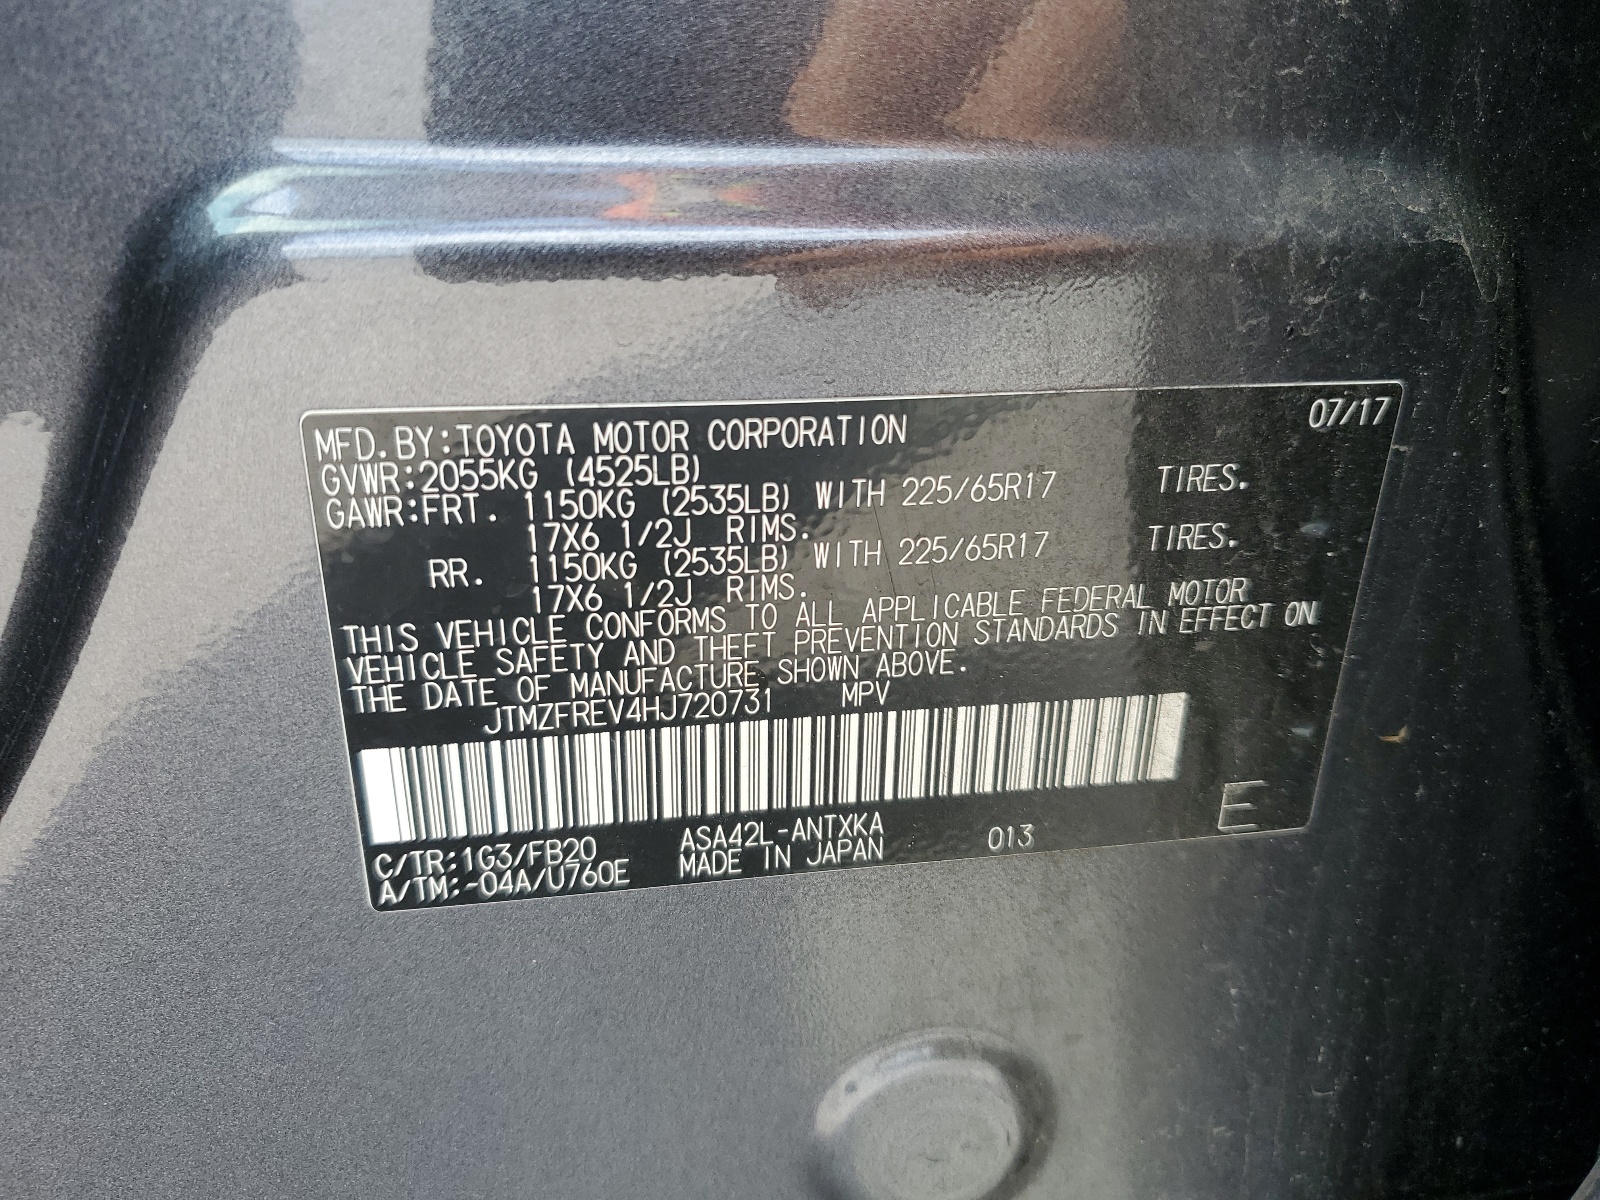 07/17
MFD. BY:TOYOTA MOTOR CORPORATION
GVWR:2055KG (4525LB)
GAWR:FRT. 1150KG (2535LB) WITH 225/65R17 TIRES.
17X6 1/2J RIMS.
RR. 1150KG (2535LB) WITH 225/65R17 TIRES.
17X6 1/2J RIMS.
THIS VEHICLE CONFORMS TO ALL APPLICABLE FEDERAL MOTOR
VEHICLE SAFETY AND THEFT PREVENTION STANDARDS IN EFFECT ON
THE DATE OF MANUFACTURE SHOWN ABOVE.
JTMZFREV4HJ720731 MPV
C/TR:1G3/FB20 ASA42L-ANTXKA 013 E
A/TM:-04A/U760E MADE IN JAPAN